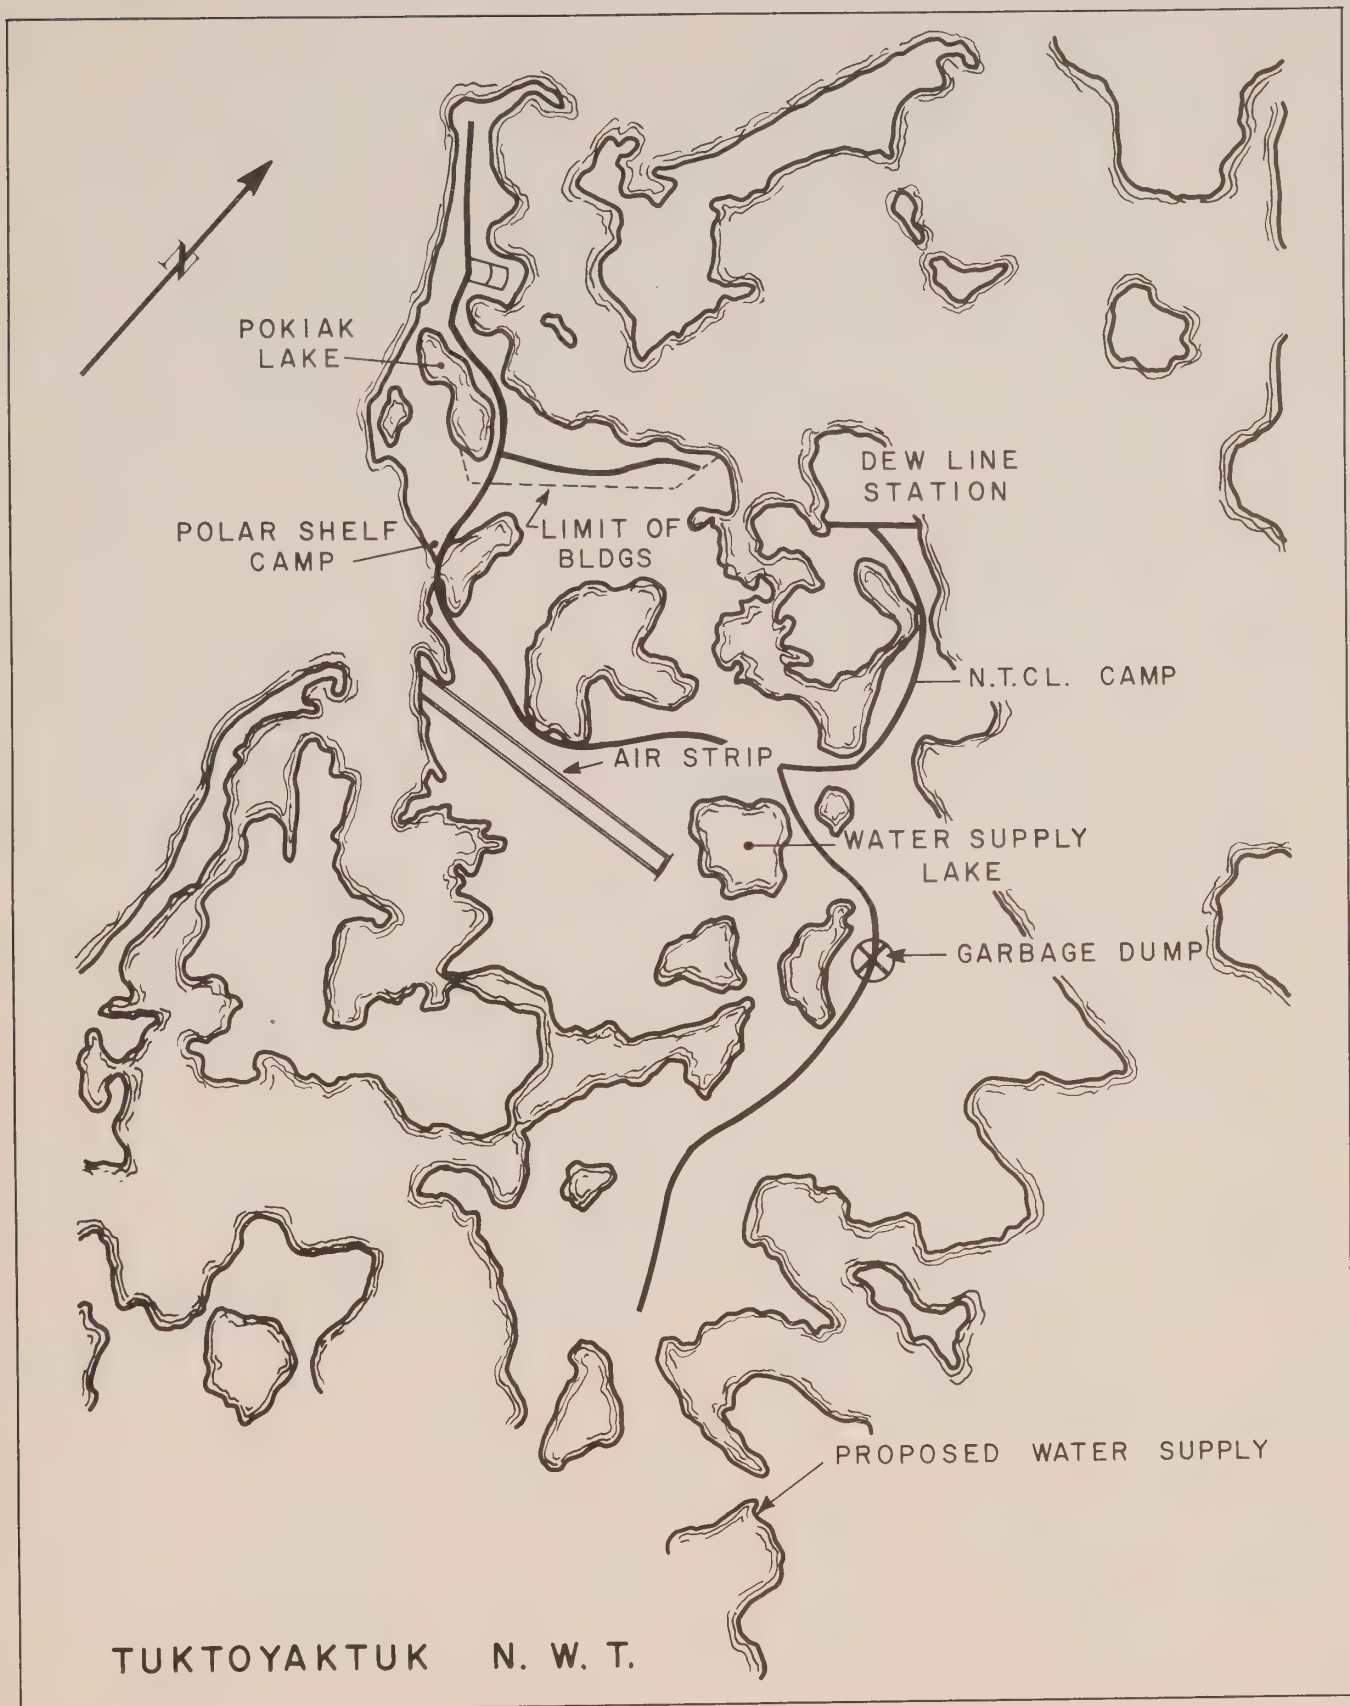 N
POKIAK
LAKE
DEW LINE
STATION
POLAR SHELF
CAMP
LIMIT OF
BLDGS
N.T.CL. CAMP
AIR STRIP
WATER SUPPLY
LAKE
GARBAGE DUMP
PROPOSED WATER SUPPLY
TUKTOYAKTUK N. W. T.